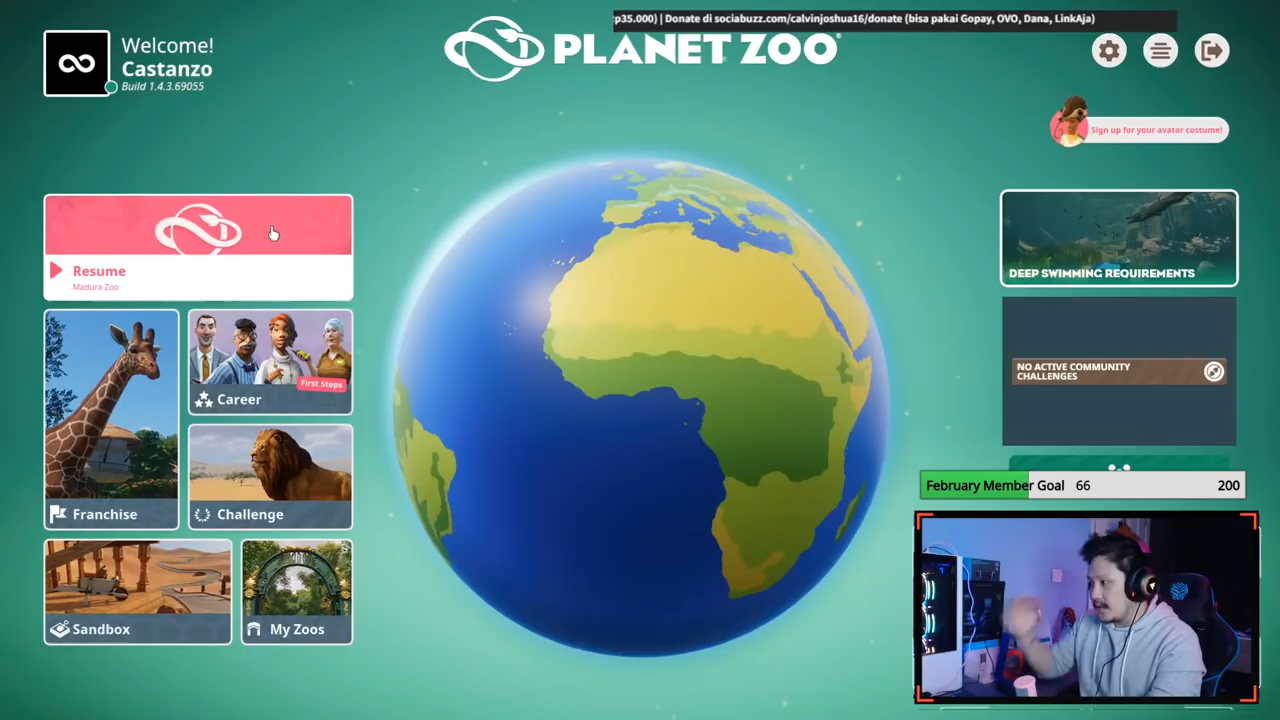 p35.000) | Donate di sociabuzz.com/calvinjoshua16/donate (bisa pakai Gopay, OVO, Dana, LinkAja)
Welcome!
Castanzo
Build 1.4.3.69055
PLANET ZOO
Sign up for your avatar costume!
Resume
Madura Zoo
DEEP SWIMMING REQUIREMENTS
NO ACTIVE COMMUNITY
CHALLENGES
First Steps
Career
Franchise
Challenge
February Member Goal 66 200
Sandbox
My Zoos